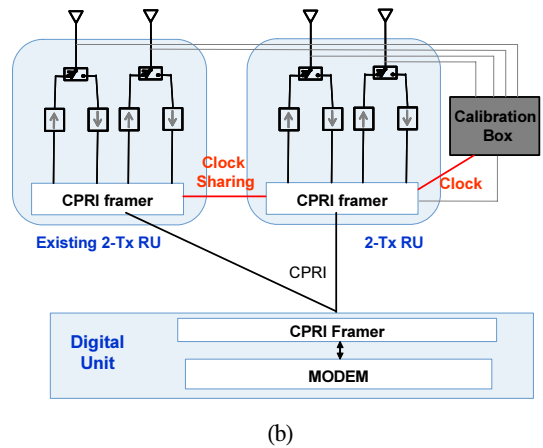 Calibration
Box
Clock
Sharing
CPRI framer
CPRI framer
Clock
Existing 2-Tx RU
2-Tx RU
CPRI
CPRI Framer
Digital
Unit
MODEM
(b)